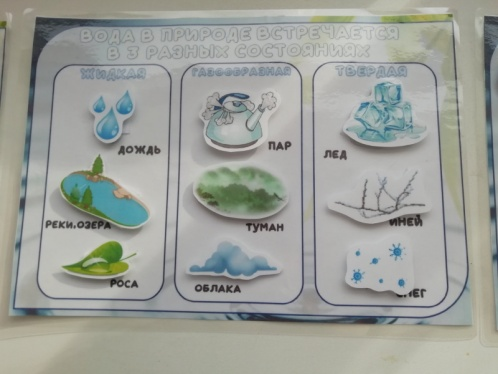 ВОДА В ПРИРОДЕ ВСТРЕЧАЕТСЯ
В 3 РАЗНЫХ СОСТОЯНИЯХ
ЖИДКАЯ
ДОЖДЬ
РЕКИ,ОЗЕРА
РОСА
ГАЗООБРАЗНАЯ
ПАР
ТУМАН
ОБЛАКА
ТВЕРДАЯ
ЛЕД
ИНЕЙ
СНЕГ